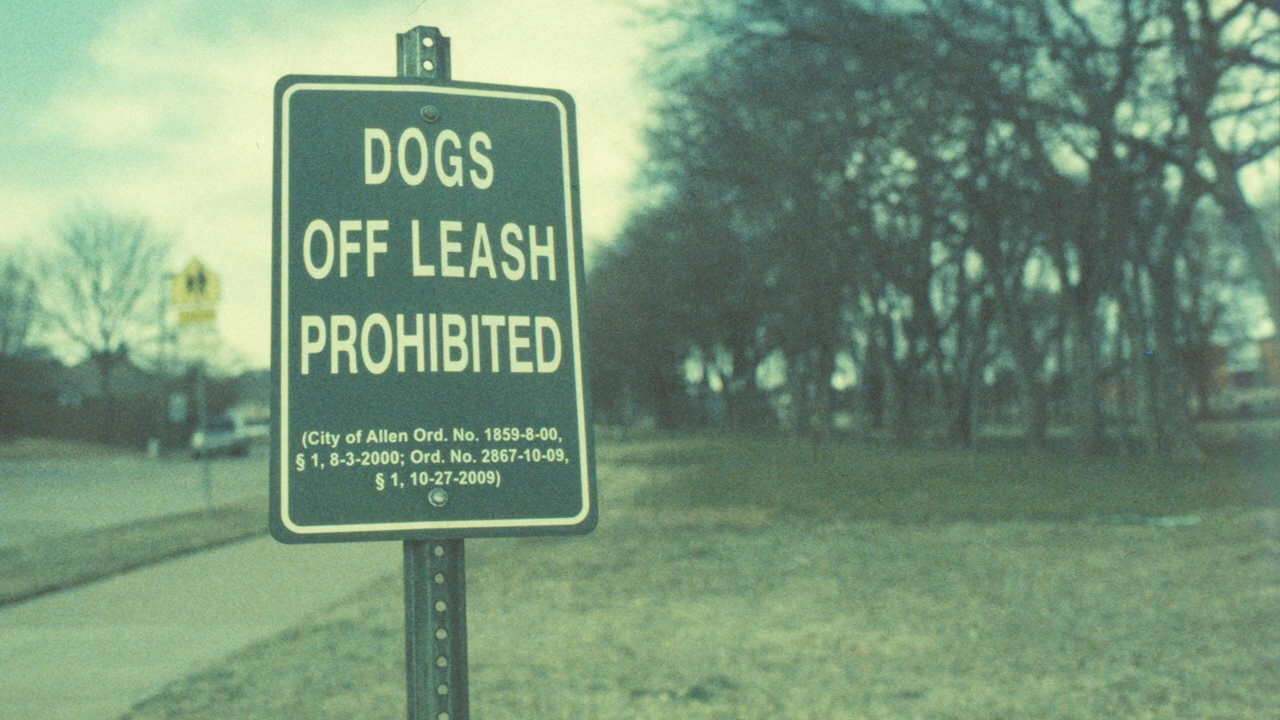 DOGS
OFF LEASH
PROHIBITED
(City of Allen Ord. No. 1859-8-00,
§ 1, 8-3-2000; Ord. No. 2867-10-09,
§ 1, 10-27-2009)